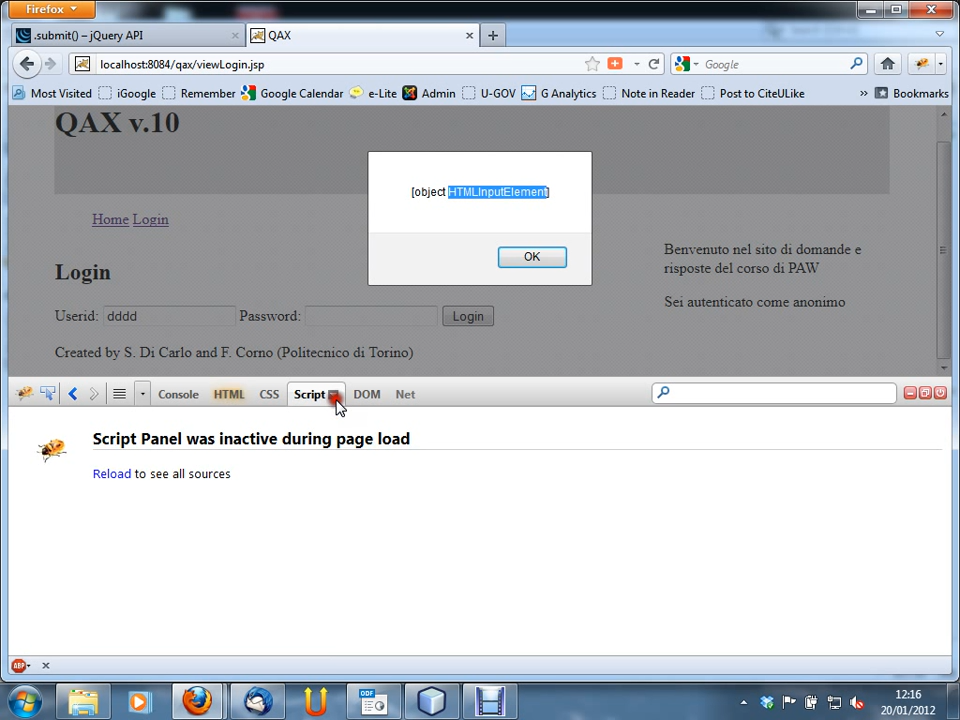 Firefox
.submit() – jQuery API
QAX
localhost:8084/qax/viewLogin.jsp
Google
Most Visited
iGoogle
Remember
Google Calendar
e-Lite
Admin
U-GOV
G Analytics
Note in Reader
Post to CiteULike
»
Bookmarks
QAX v.10
[object HTMLInputElement]
OK
Home Login
Login
Userid: dddd Password: Login
Created by S. Di Carlo and F. Corno (Politecnico di Torino)
Benvenuto nel sito di domande e
risposte del corso di PAW
Sei autenticato come anonimo
Console
HTML
CSS
Script
DOM
Net
Script Panel was inactive during page load
Reload to see all sources
ABP
ODF
12:16
20/01/2012